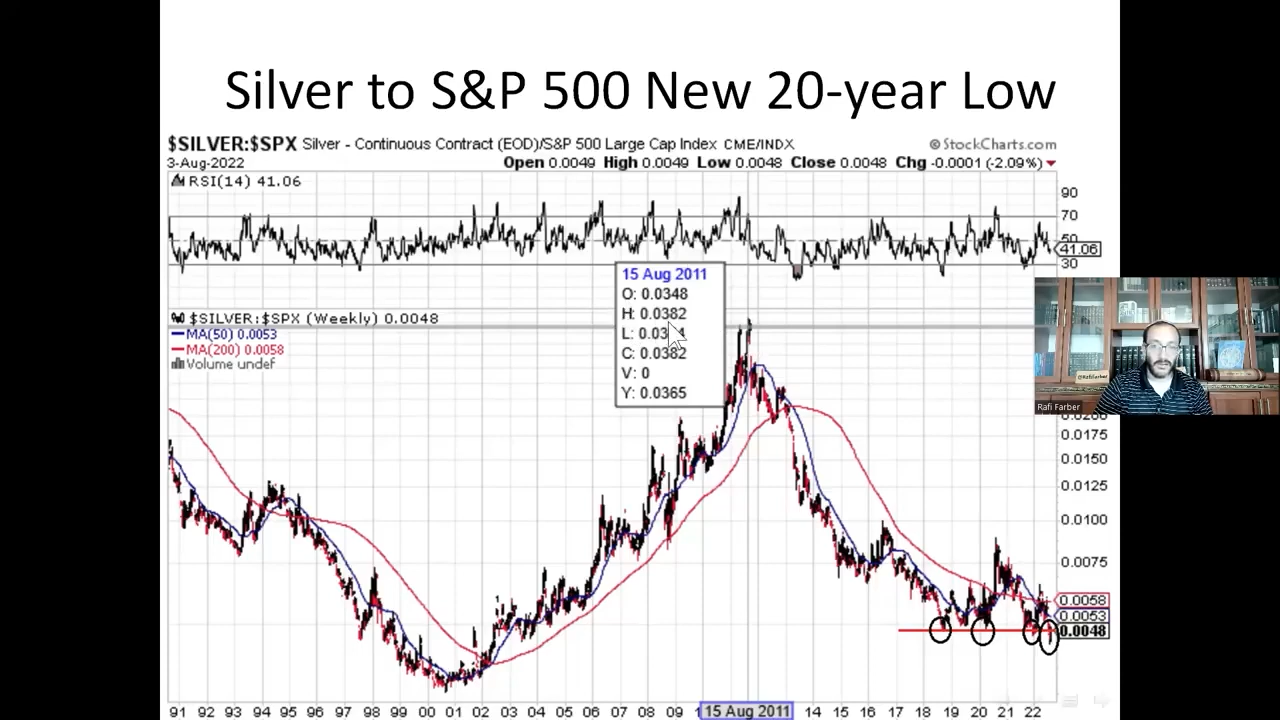 Silver to S&P 500 New 20-year Low
$SILVER:$SPX Silver - Continuous Contract (EOD)/S&P 500 Large Cap Index CME/INDX
@StockCharts.com
3-Aug-2022
Open 0.0049 High 0.0049 Low 0.0048 Close 0.0048 Chg -0.0001 (-2.09%)
RSI(14) 41.06
90
70
50
41.06
30
15 Aug 2011
O: 0.0348
H: 0.0382
C: 0.0382
V: 0
Y: 0.0365
$SILVER:$SPX (Weekly) 0.0048
MA(50) 0.0053
MA(200) 0.0058
Volume undef
@RafiFarber
Rafi Farber
0.0200
0.0175
0.0150
0.0125
0.0100
0.0075
0.0058
0.0053
0.0048
91 92 93 94 95 96 97 98 99 00 01 02 03 04 05 06 07 08 09 15 Aug 2011 14 15 16 17 18 19 20 21 22